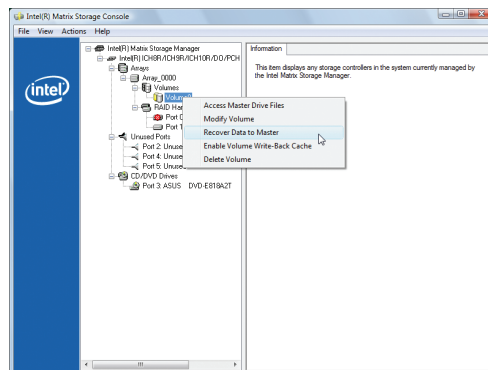 Intel(R) Matrix Storage Console
File View Actions Help
Intel(R) Matrix Storage Manager
Intel(R) ICH8R/ICH9R/ICH10R/DO/PCH
Arrays
Array_0000
Volumes
RAID Har
Port
Port 1
Unused Ports
Port 2: Unuse
Port 4: Unuse
Port 5: Unuse
CD/DVD Drives
Port 3: ASUS DVD-E818A2T
Access Master Drive Files
Modify Volume
Recover Data to Master
Enable Volume Write-Back Cache
Delete Volume
Information
This item displays any storage controllers in the system currently managed by
the Intel Matrix Storage Manager.
intel